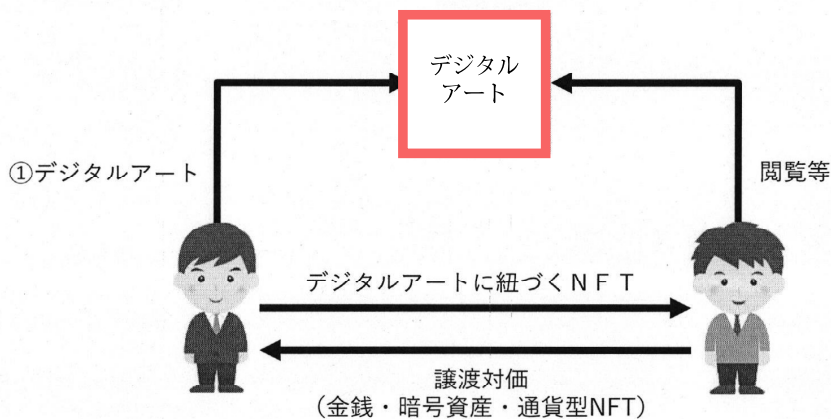 デジタル
アート
①デジタルアート
閲覧等
デジタルアートに紐づくＮＦＴ
譲渡対価
（金銭・暗号資産・通貨型NFT）